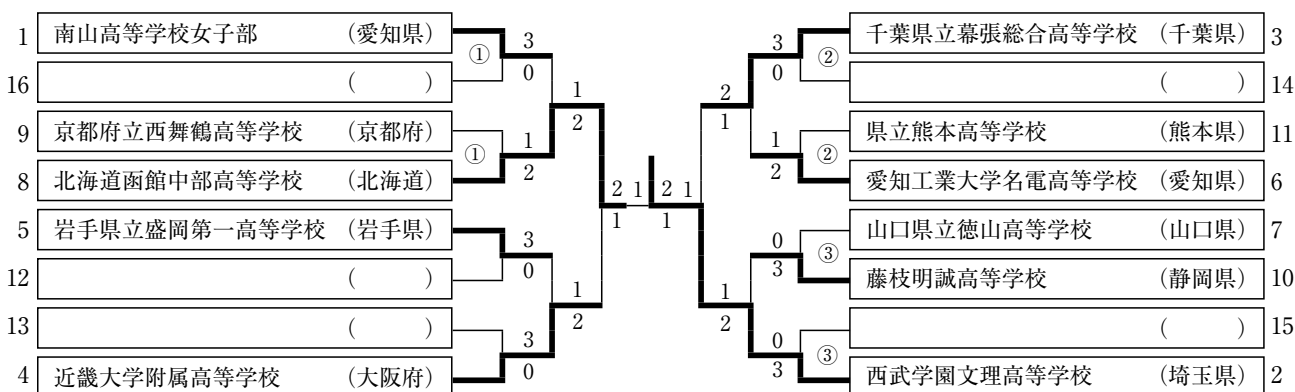 1 南山高等学校女子部 (愛知県)
16 ( )
9 京都府立西舞鶴高等学校 (京都府)
8 北海道函館中部高等学校 (北海道)
5 岩手県立盛岡第一高等学校 (岩手県)
12 ( )
13 ( )
4 近畿大学附属高等学校 (大阪府)
① 3
0
① 1
2
1
2
3
0
3
0
1
2
2 1
1
2 1
1
2
1
1
2
3 ②
0
1 ②
2
0 ③
3
0 ③
3
千葉県立幕張総合高等学校 (千葉県) 3
( ) 14
県立熊本高等学校 (熊本県) 11
愛知工業大学名電高等学校 (愛知県) 6
山口県立徳山高等学校 (山口県) 7
藤枝明誠高等学校 (静岡県) 10
( ) 15
西武学園文理高等学校 (埼玉県) 2